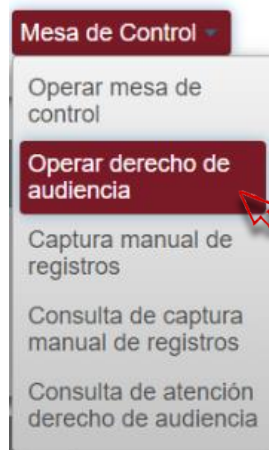 Mesa de Control
Operar mesa de
control
Operar derecho de
audiencia
Captura manual de
registros
Consulta de captura
manual de registros
Consulta de atención
derecho de audiencia